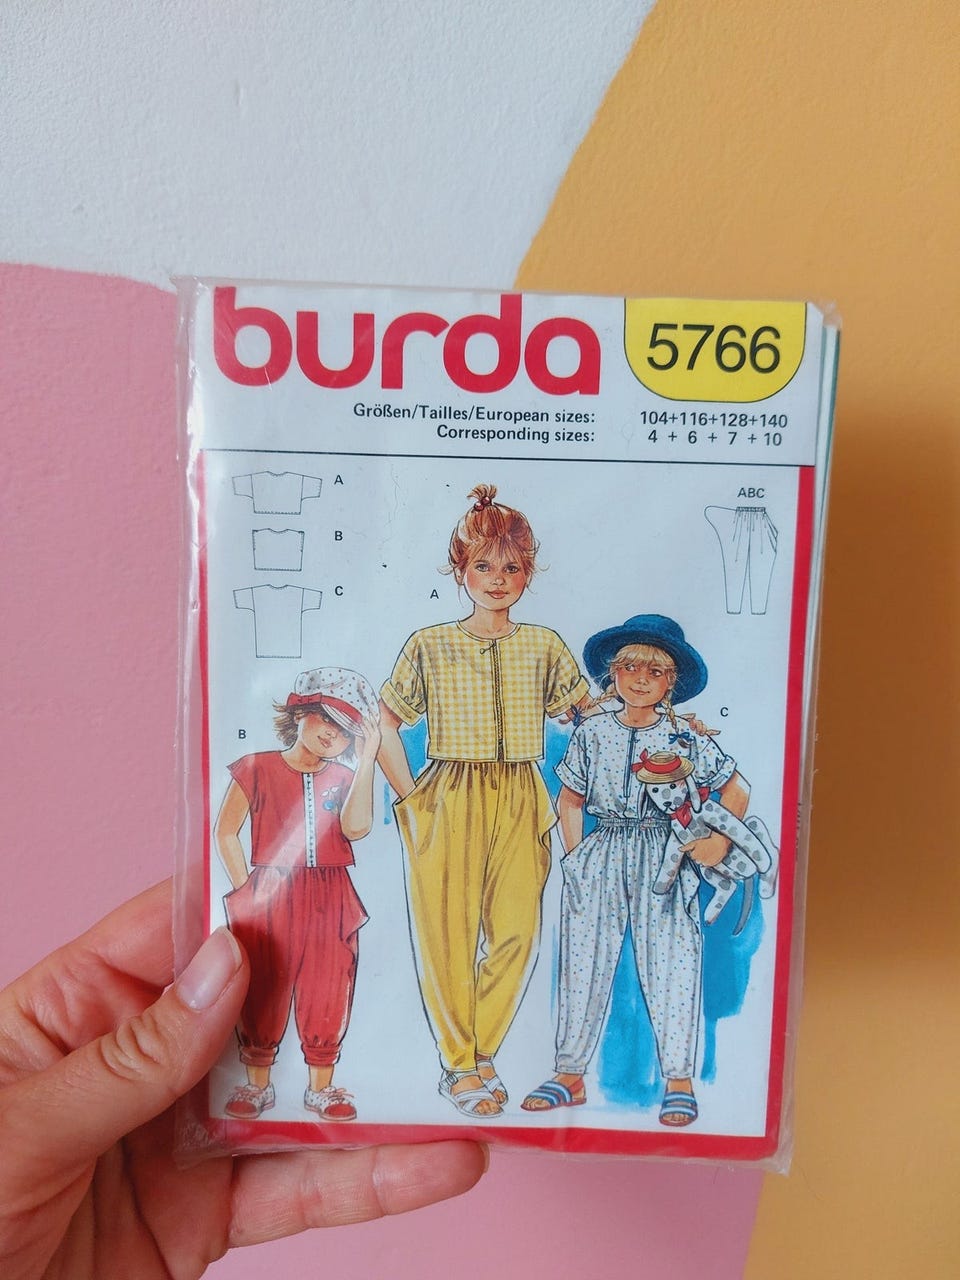 burda
5766
Größen/Tailles/European sizes: 104+116+128+140
Corresponding sizes: 4 + 6 + 7 + 10
A
B
C
ABC
A
B
C